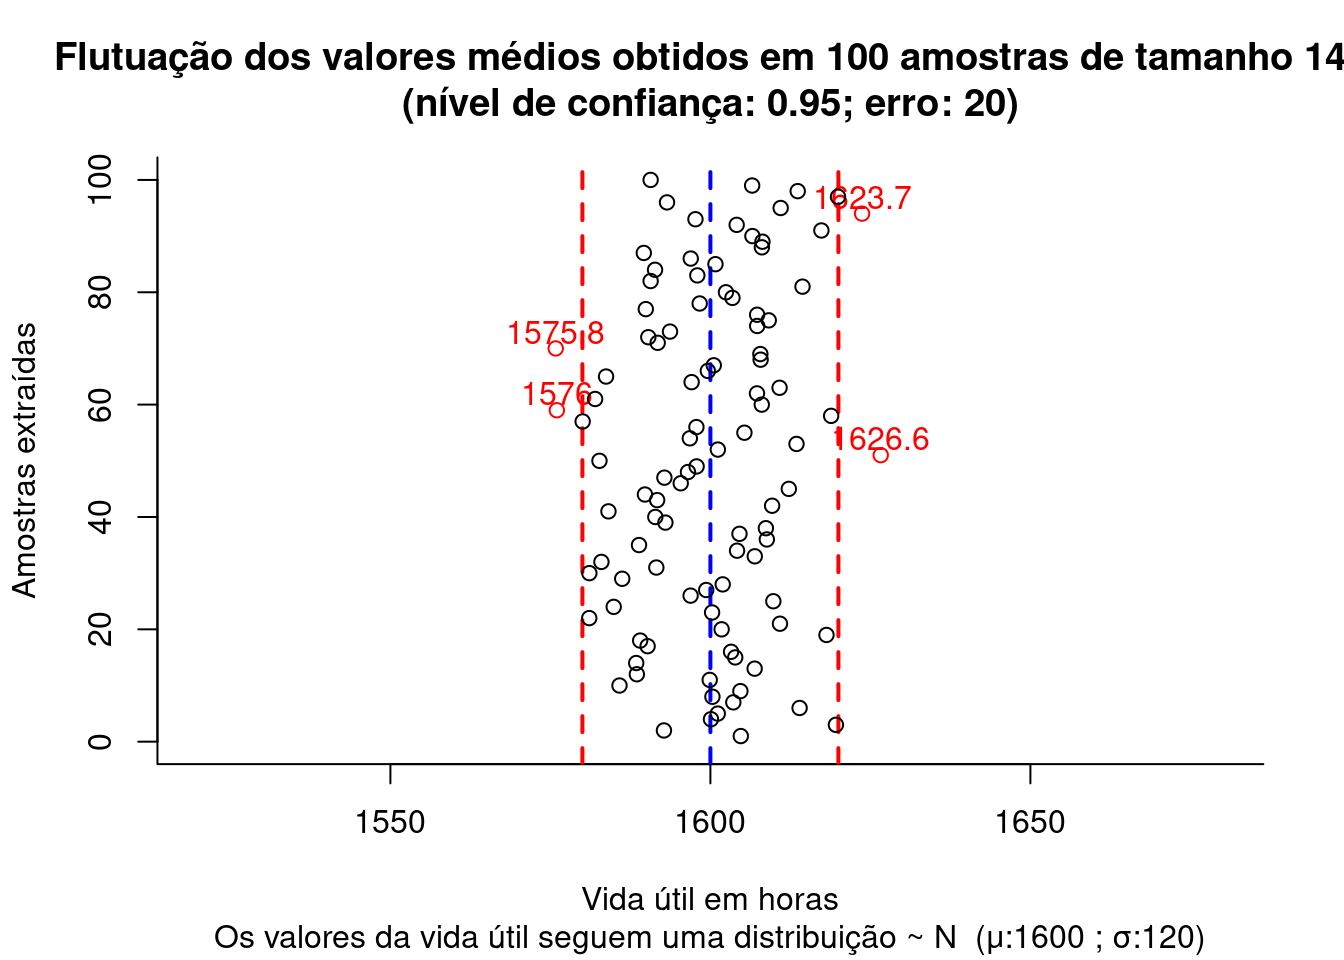 Flutuação dos valores médios obtidos em 100 amostras de tamanho 14
(nível de confiança: 0.95; erro: 20)
Amostras extraídas
100
80
60
40
20
0
1623.7
1575.8
1576
1626.6
1550
1600
1650
Vida útil em horas
Os valores da vida útil seguem uma distribuição ~ N (μ:1600 ; σ:120)